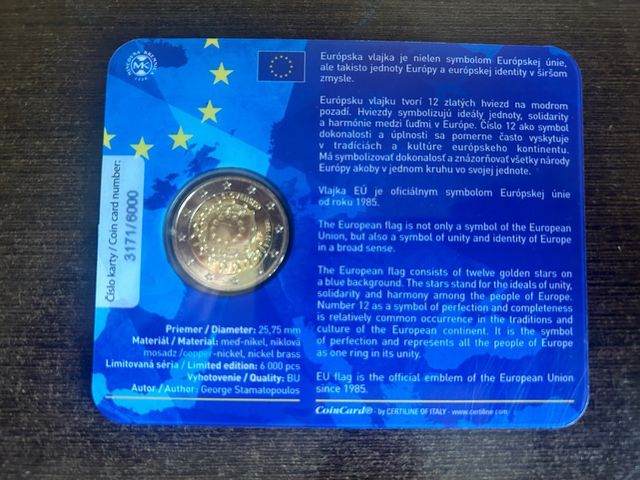 Európska vlajka je nielen symbolom Európskej únie,
ale takisto jednoty Európy a európskej identity v širšom
zmysle.
Európsku vlajku tvorí 12 zlatých hviezd na modrom
pozadí. Hviezdy symbolizujú ideály jednoty, solidarity
a harmónie medzi ľuďmi v Európe. Číslo 12 ako symbol
dokonalosti a úplnosti sa pomerne často vyskytuje
v tradíciách a kultúre európskeho kontinentu.
Má symbolizovať dokonalosť a znázorňovať všetky národy
Európy akoby v jednom kruhu vo svojej jednote.
Vlajka EÚ je oficiálnym symbolom Európskej únie
od roku 1985.
The European flag is not only a symbol of the European
Union, but also a symbol of unity and identity of Europe
in a broad sense.
The European flag consists of twelve golden stars on
a blue background. The stars stand for the ideals of unity,
solidarity and harmony among the people of Europe.
Number 12 as a symbol of perfection and completeness
is relatively common occurrence in the traditions and
culture of the European continent. It is the symbol
of perfection and represents all the people of Europe
as one ring in its unity.
EU flag is the official emblem of the European Union
since 1985.
CoinCard® - by CERTILINE OF ITALY - www.certiline.com
Číslo karty / Coin card number:
3171/6000
Priemer / Diameter: 25,75 mm
Materiál / Material: meď-nikel, niklová
mosadz /copper-nickel, nickel brass
Limitovaná séria / Limited edition: 6 000 pcs
Vyhotovenie / Quality: BU
Autor / Author: George Stamatopoulos